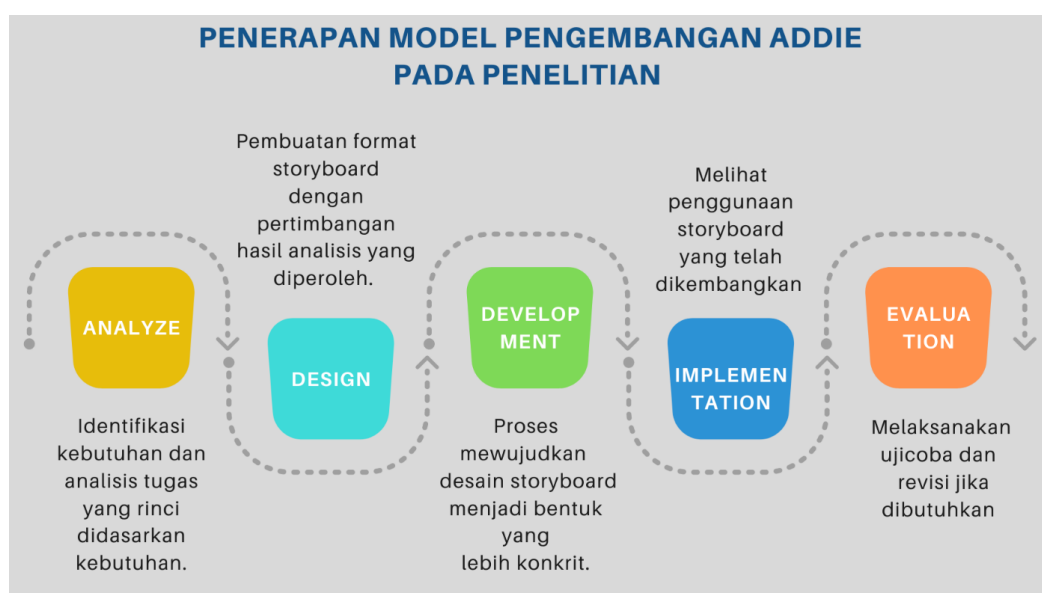 PENERAPAN MODEL PENGEMBANGAN ADDIE
PADA PENELITIAN
ANALYZE
Identifikasi
kebutuhan dan
analisis tugas
yang rinci
didasarkan
kebutuhan.
Pembuatan format
storyboard
dengan
pertimbangan
hasil analisis yang
diperoleh.
DESIGN
DEVELOP
MENT
Proses
mewujudkan
desain storyboard
menjadi bentuk
yang
lebih konkrit.
Melihat
penggunaan
storyboard
yang telah
dikembangkan
IMPLEMEN
TATION
EVALUA
TION
Melaksanakan
ujicoba dan
revisi jika
dibutuhkan